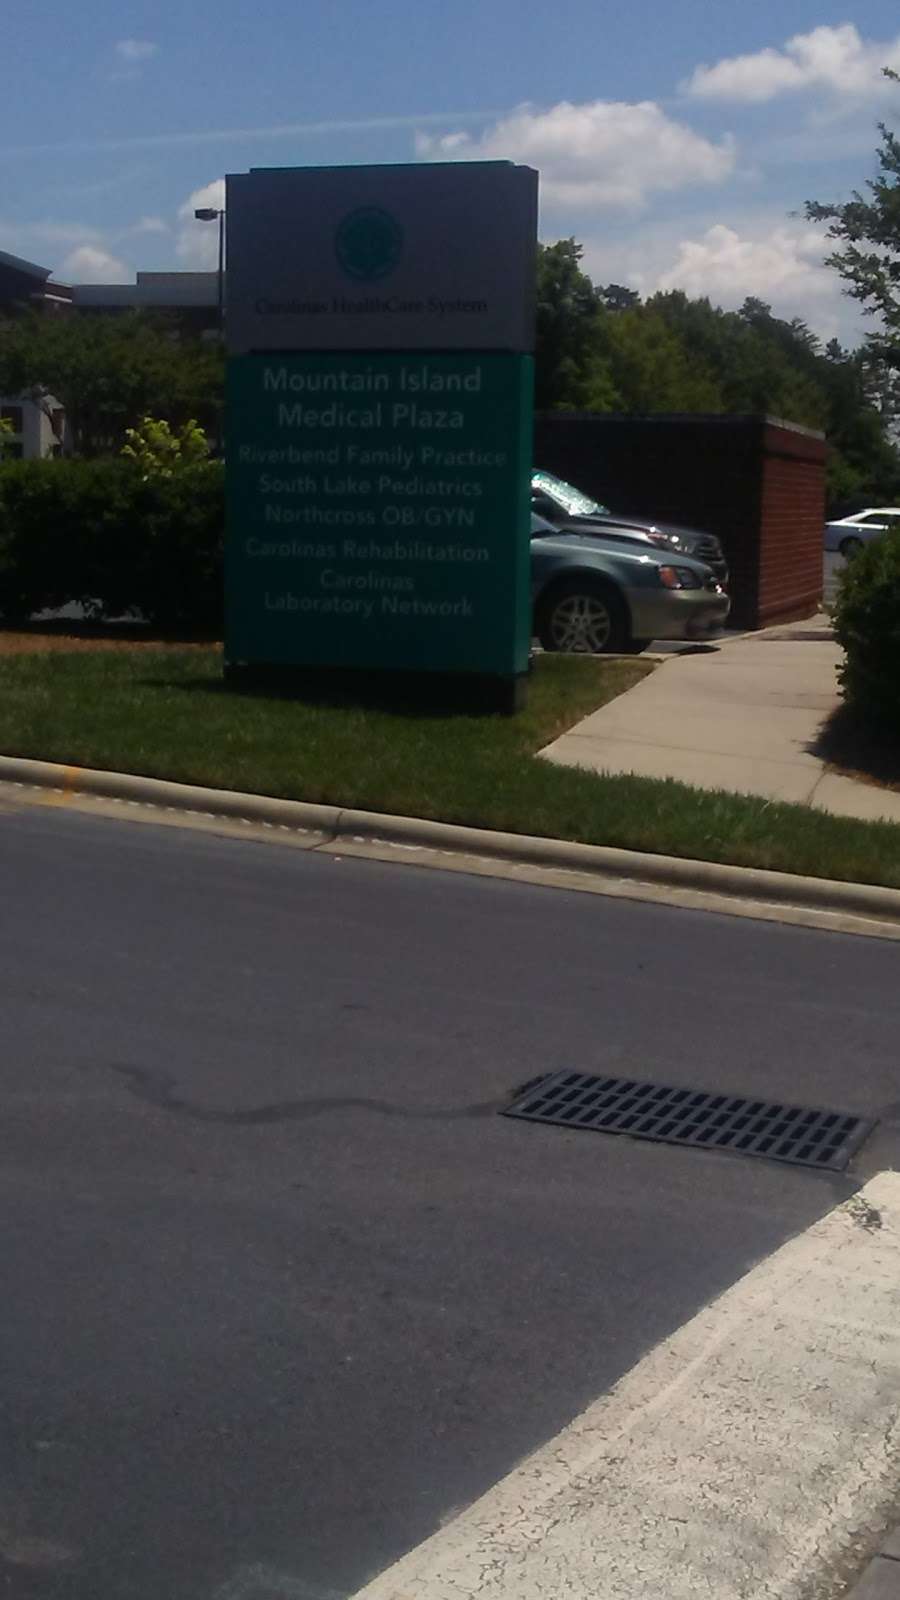 Carolinas HealthCare System
Mountain Island
Medical Plaza
Riverbend Family Practice
South Lake Pediatrics
Northcross OB/GYN
Carolinas Rehabilitation
Carolinas
Laboratory Network